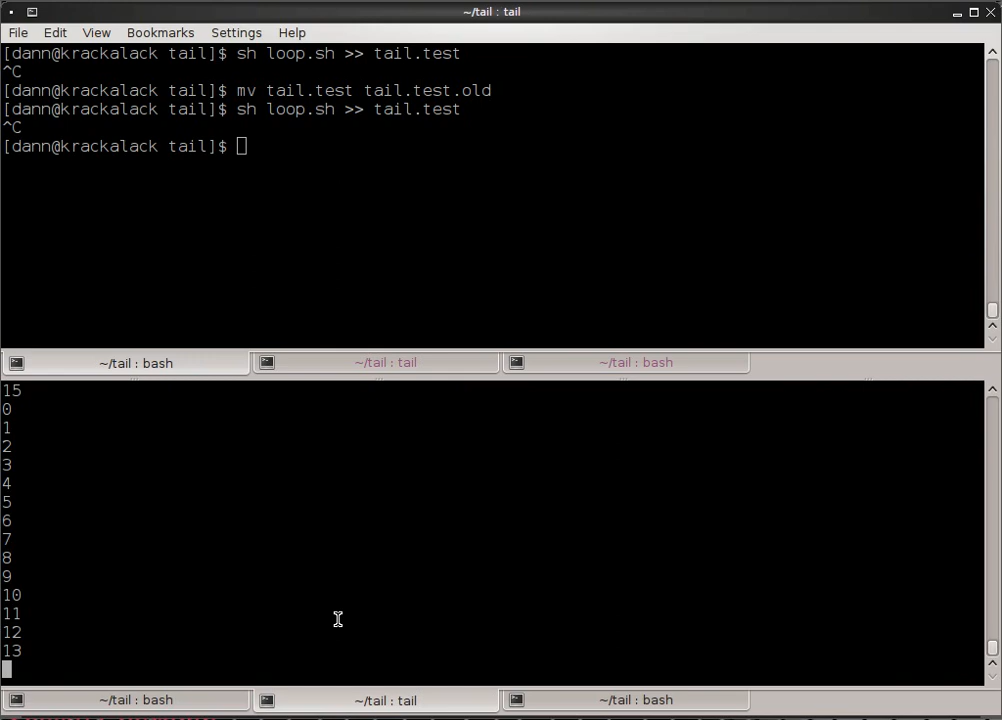 ~/tail : tail
File Edit View Bookmarks Settings Help
[dann@krackalack tail]$ sh loop.sh >> tail.test
^C
[dann@krackalack tail]$ mv tail.test tail.test.old
[dann@krackalack tail]$ sh loop.sh >> tail.test
^C
[dann@krackalack tail]$
~/tail : bash ~/tail : tail ~/tail : bash
15
0
1
2
3
4
5
6
7
8
9
10
11
12
13
~/tail : bash ~/tail : tail ~/tail : bash